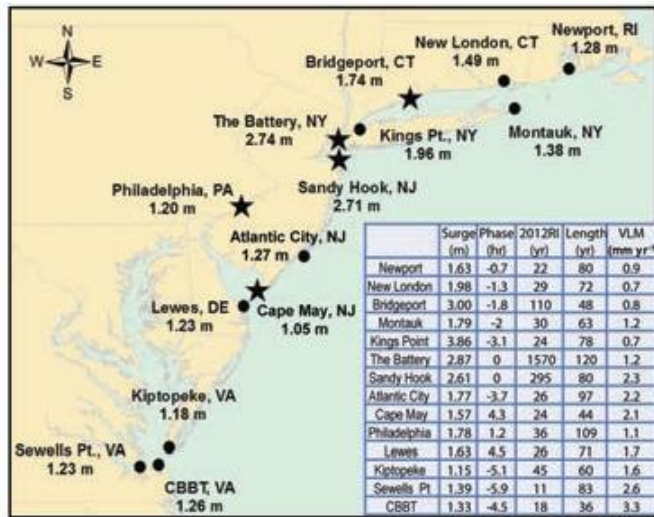 N
W E
S
Newport, RI
1.28 m
New London, CT
1.49 m
Bridgeport, CT
1.74 m
The Battery, NY
2.74 m
Kings Pt., NY
1.96 m
Montauk, NY
1.38 m
Sandy Hook, NJ
2.71 m
Philadelphia, PA
1.20 m
Atlantic City, NJ
1.27 m
Lewes, DE
1.23 m
Cape May, NJ
1.05 m
Kiptopeke, VA
1.18 m
Sewells Pt., VA
1.23 m
CBBT, VA
1.26 m
Surge Phase 2012RI Length VLM
(m) (hr) (yr) (yr) (mm yr⁻¹)
Newport 1.63 -0.7 22 80 0.9
New London 1.98 -1.3 29 72 0.7
Bridgeport 3.00 -1.8 110 48 0.8
Montauk 1.79 -2 30 63 1.2
Kings Point 3.86 -3.1 24 78 0.7
The Battery 2.87 0 1570 120 1.2
Sandy Hook 2.61 0 295 80 2.3
Atlantic City 1.77 -3.7 26 97 2.2
Cape May 1.57 4.3 24 44 2.1
Philadelphia 1.78 1.2 36 109 1.1
Lewes 1.63 4.5 26 71 1.7
Kiptopeke 1.15 -5.1 45 60 1.6
Sewells Pt 1.39 -5.9 11 83 2.6
CBBT 1.33 -4.5 18 36 3.3